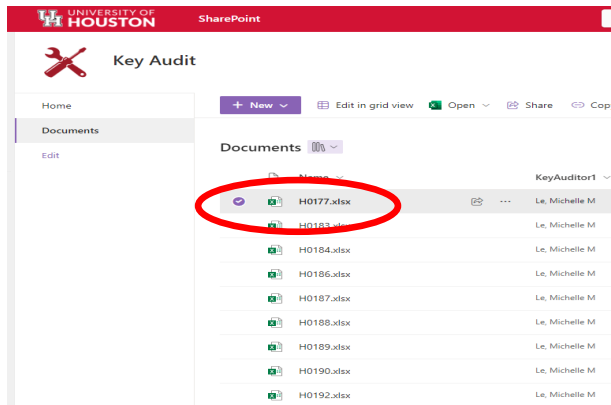 UNIVERSITY OF
HOUSTON
SharePoint
Key Audit
Home
Documents
Edit
+ New
Edit in grid view
Open
Share
Cop
Documents
Name
KeyAuditor1
H0177.xlsx
Le, Michelle M
H0183.xlsx
Le, Michelle M
H0184.xlsx
Le, Michelle M
H0186.xlsx
Le, Michelle M
H0187.xlsx
Le, Michelle M
H0188.xlsx
Le, Michelle M
H0189.xlsx
Le, Michelle M
H0190.xlsx
Le, Michelle M
H0192.xlsx
Le, Michelle M